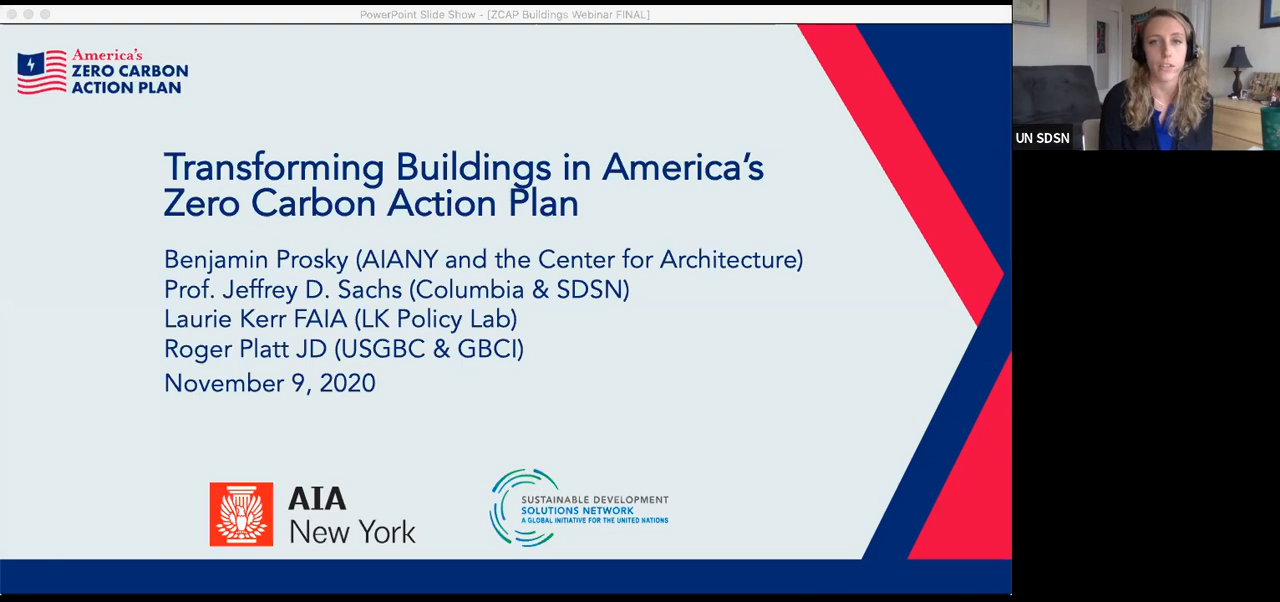 PowerPoint Slide Show - [ZCAP Buildings Webinar FINAL]
America's
ZERO CARBON
ACTION PLAN
UN SDSN
Transforming Buildings in America's
Zero Carbon Action Plan
Benjamin Prosky (AIANY and the Center for Architecture)
Prof. Jeffrey D. Sachs (Columbia & SDSN)
Laurie Kerr FAIA (LK Policy Lab)
Roger Platt JD (USGBC & GBCI)
November 9, 2020
AIA
New York
SUSTAINABLE DEVELOPMENT
SOLUTIONS NETWORK
A GLOBAL INITIATIVE FOR THE UNITED NATIONS